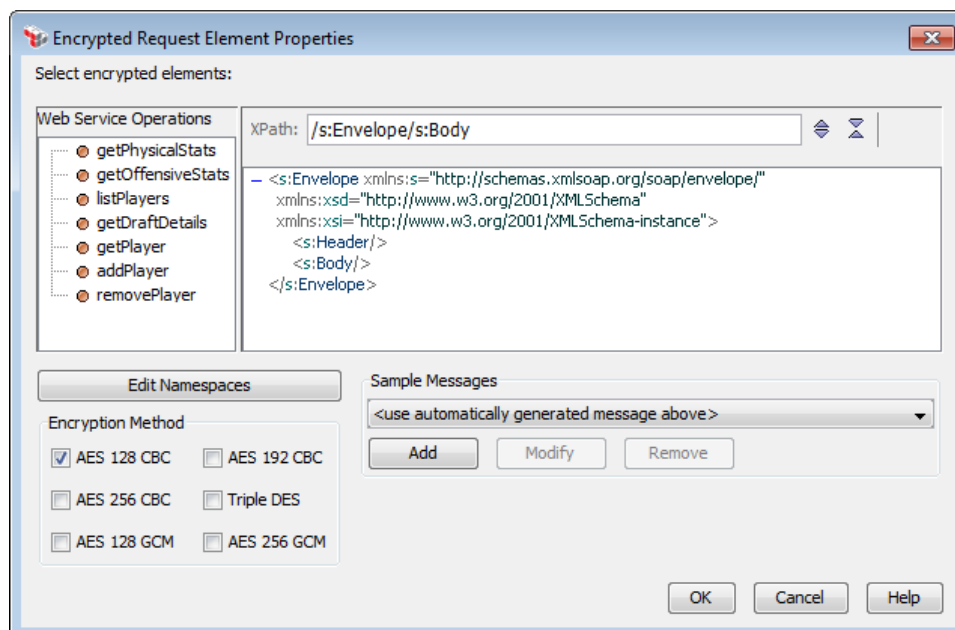 Encrypted Request Element Properties
Select encrypted elements:
Web Service Operations
getPhysicalStats
getOffensiveStats
listPlayers
getDraftDetails
getPlayer
addPlayer
removePlayer
XPath: /s:Envelope/s:Body
– <s:Envelope xmlns:s="http://schemas.xmlsoap.org/soap/envelope/"
xmlns:xsd="http://www.w3.org/2001/XMLSchema"
xmlns:xsi="http://www.w3.org/2001/XMLSchema-instance">
<s:Header/>
<s:Body/>
</s:Envelope>
Edit Namespaces
Encryption Method
AES 128 CBC AES 192 CBC
AES 256 CBC Triple DES
AES 128 GCM AES 256 GCM
Sample Messages
<use automatically generated message above>
Add Modify Remove
OK Cancel Help